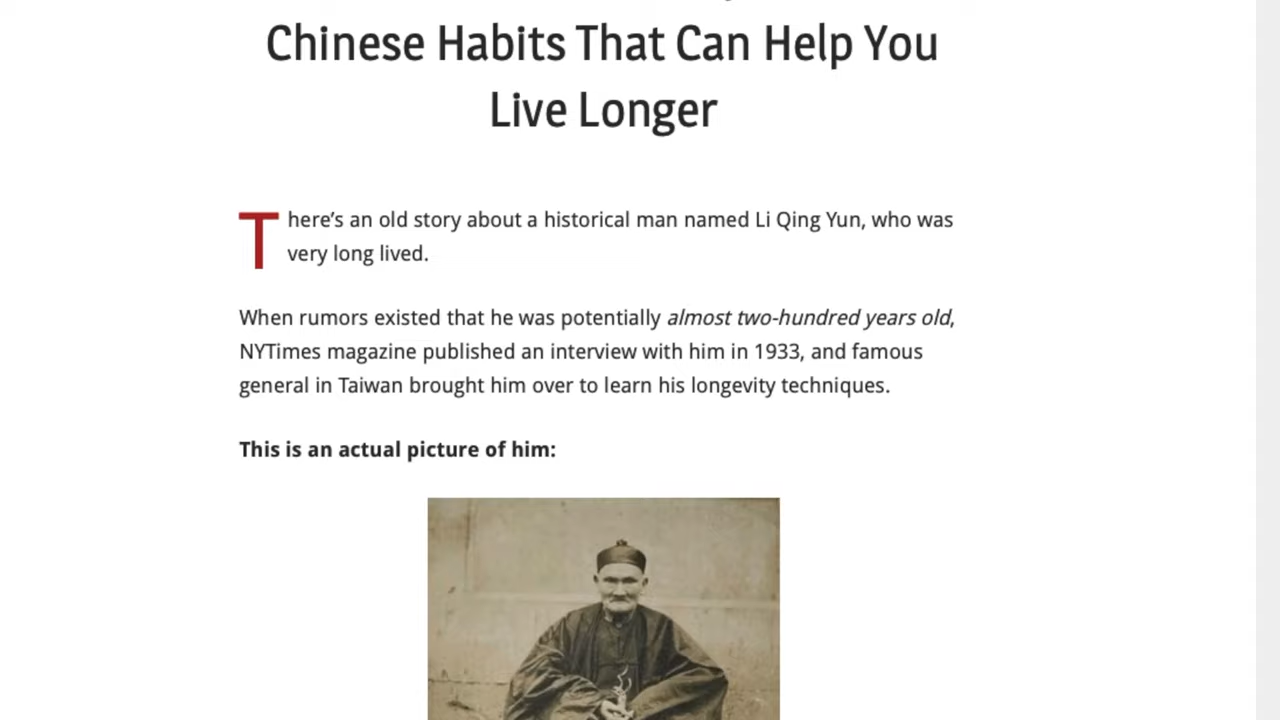 Chinese Habits That Can Help You
Live Longer
There’s an old story about a historical man named Li Qing Yun, who was
very long lived.
When rumors existed that he was potentially almost two-hundred years old,
NYTimes magazine published an interview with him in 1933, and famous
general in Taiwan brought him over to learn his longevity techniques.
This is an actual picture of him: